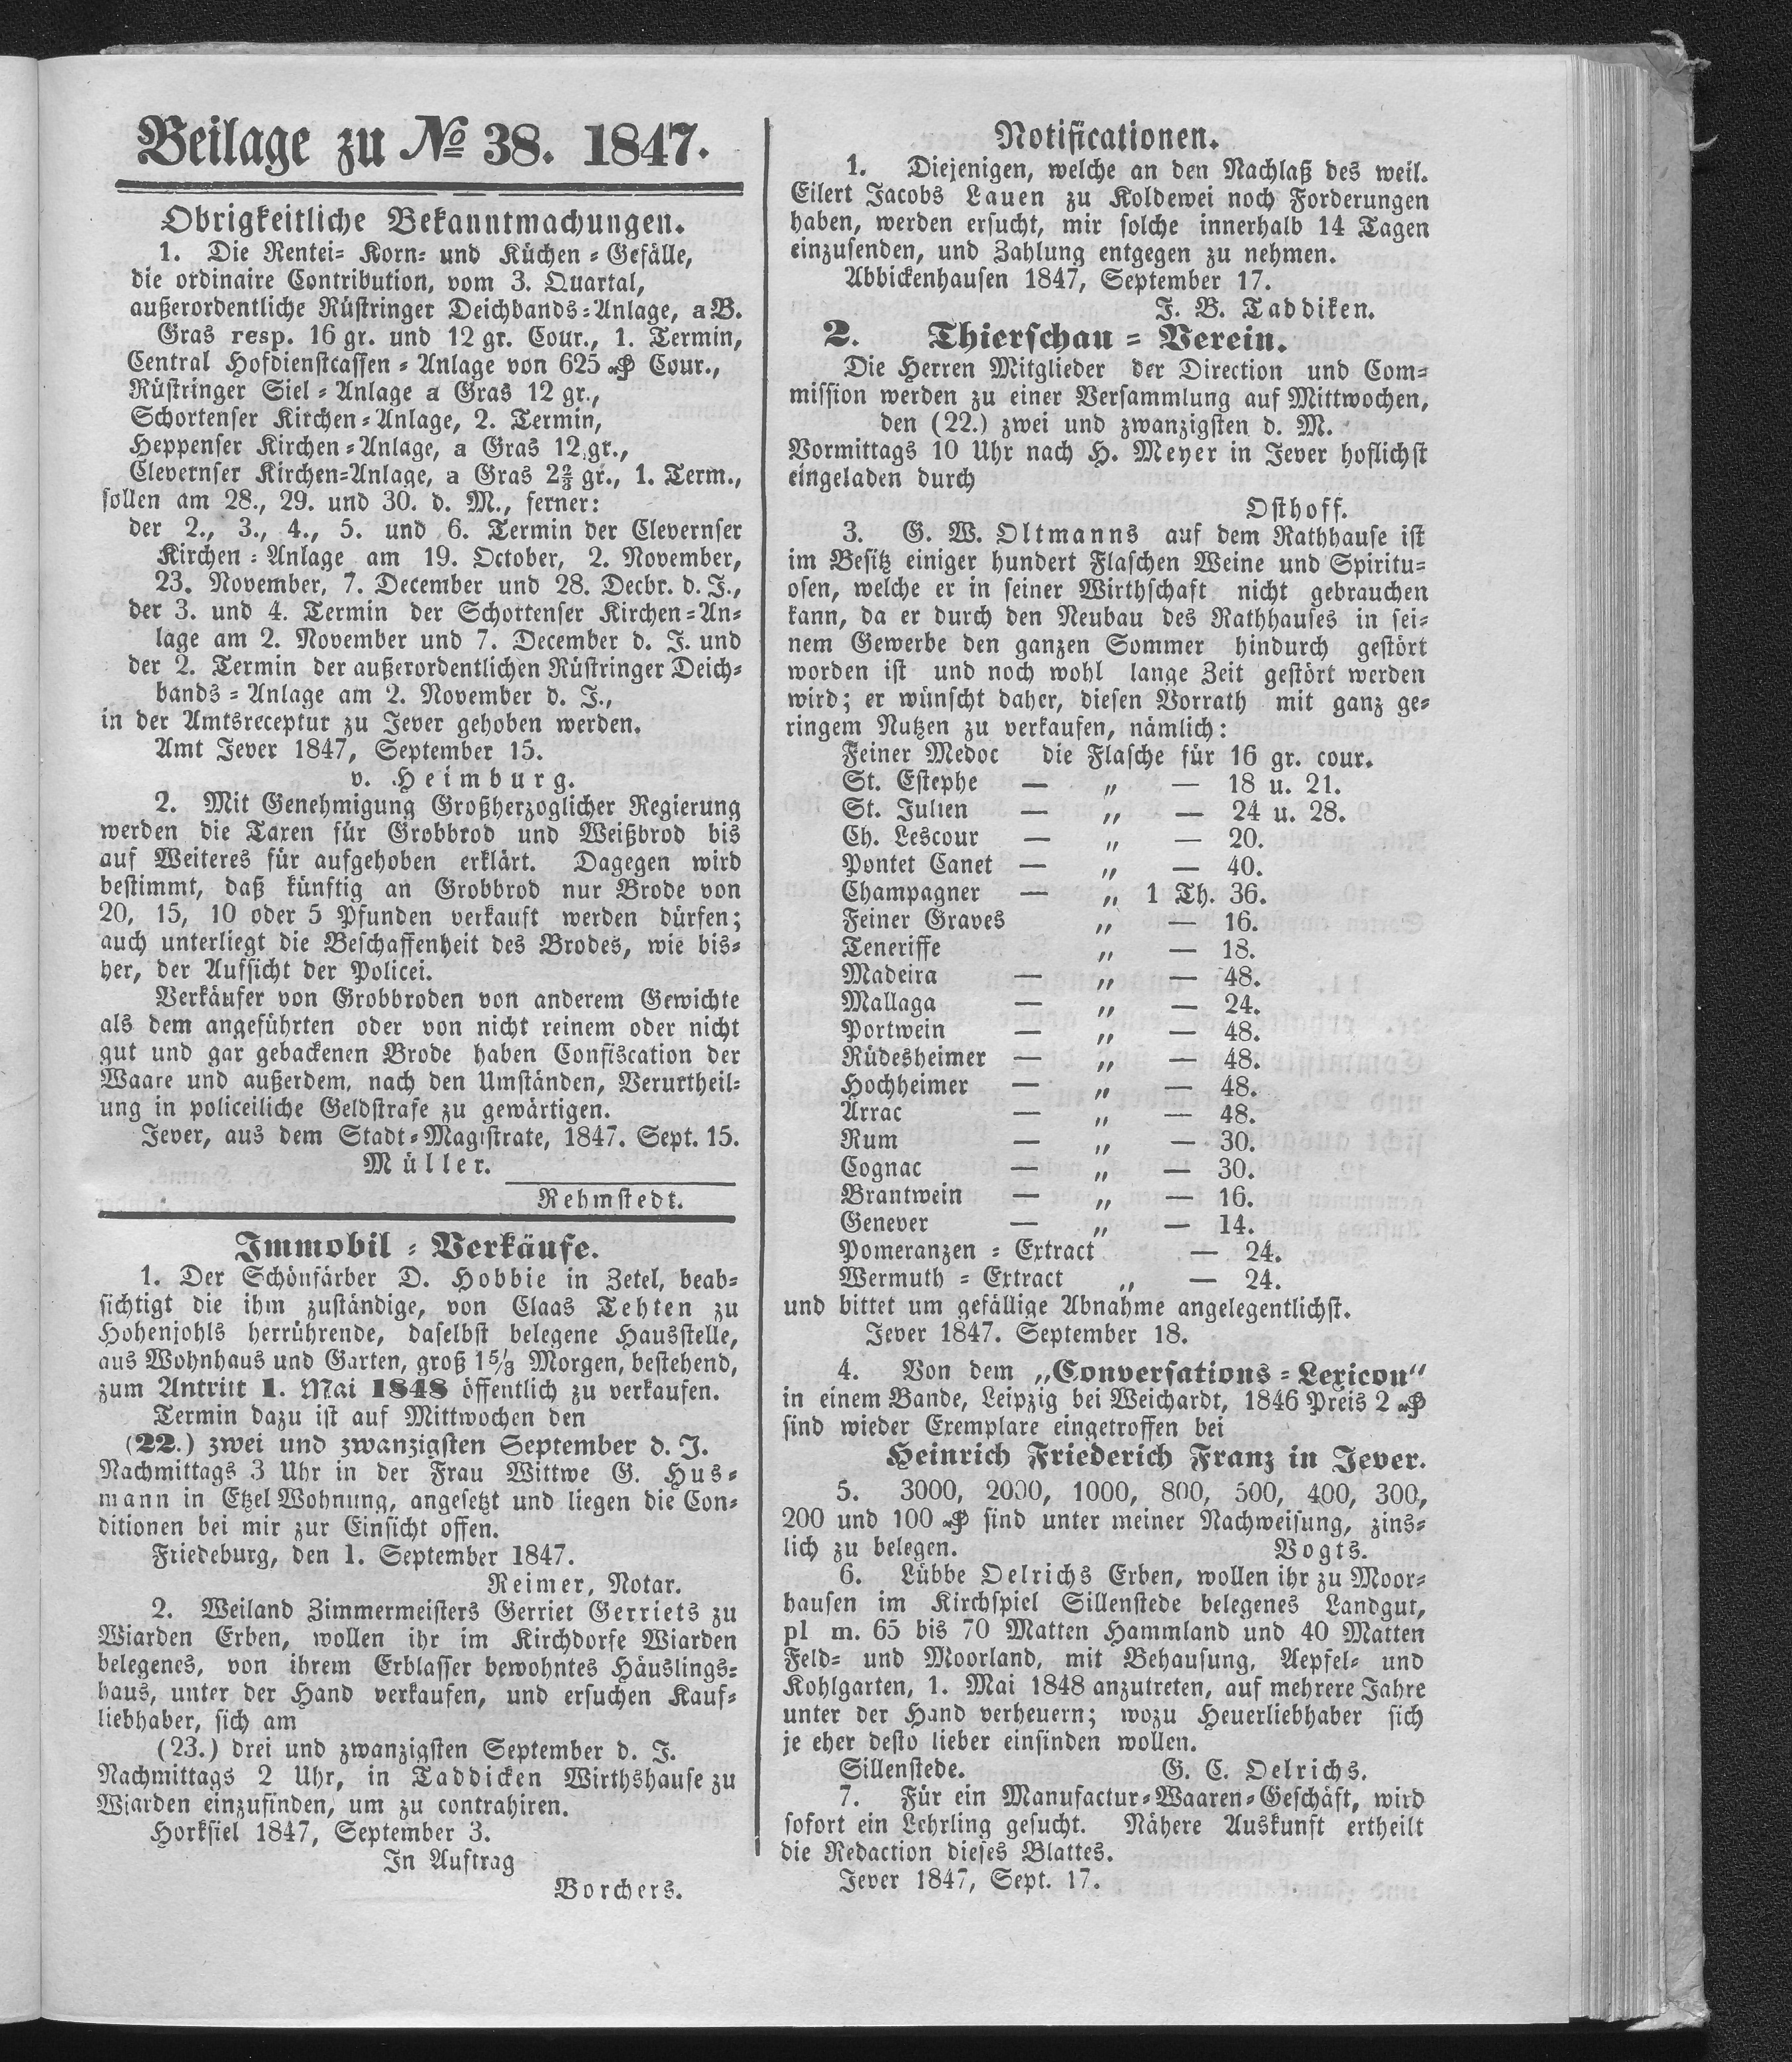 Beilage zu № 38. 1847.
Obrigkeitliche Bekanntmachungen.
1. Die Rentei- Korn- und Küchen-Gefälle,
die ordinaire Contribution, vom 3. Quartal,
außerordentliche Rüstringer Deichbands-Anlage, a B.
Gras resp. 16 gr. und 12 gr. Cour., 1. Termin,
Central Hofdienstcassen-Anlage von 625 ₰ Cour.,
Rüstringer Siel-Anlage a Gras 12 gr.,
Schortenser Kirchen-Anlage, 2. Termin,
Heppenser Kirchen-Anlage, a Gras 12 gr.,
Clevernser Kirchen-Anlage, a Gras 2⅔ gr., 1. Term.,
sollen am 28., 29. und 30. d. M., ferner:
der 2., 3., 4., 5. und 6. Termin der Clevernser
Kirchen-Anlage am 19. October, 2. November,
23. November, 7. December und 28. Decbr. d. J.,
der 3. und 4. Termin der Schortenser Kirchen-An-
lage am 2. November und 7. December d. J. und
der 2. Termin der außerordentlichen Rüstringer Deich-
bands-Anlage am 2. November d. J.,
in der Amtsreceptur zu Jever gehoben werden.
Amt Jever 1847, September 15.
v. Heimburg.
2. Mit Genehmigung Großherzoglicher Regierung
werden die Taxen für Grobbrod und Weißbrod bis
auf Weiteres für aufgehoben erklärt. Dagegen wird
bestimmt, daß künftig an Grobbrod nur Brode von
20, 15, 10 oder 5 Pfunden verkauft werden dürfen;
auch unterliegt die Beschaffenheit des Brodes, wie bis-
her, der Aufsicht der Policei.
Verkäufer von Grobbroden von anderem Gewichte
als dem angeführten oder von nicht reinem oder nicht
gut und gar gebackenen Brode haben Confiscation der
Waare und außerdem, nach den Umständen, Verurtheil-
ung in policeiliche Geldstrafe zu gewärtigen.
Jever, aus dem Stadt-Magistrate, 1847. Sept. 15.
Müller.
Rehmstedt.
Immobil-Verkäufe.
1. Der Schönfärber D. Hobbie in Zetel, beab-
sichtigt die ihm zuständige, von Claas Tehten zu
Hohenjohls herrührende, daselbst belegene Hausstelle,
aus Wohnhaus und Garten, groß 1 5/8 Morgen, bestehend,
zum Antritt 1. Mai 1848 öffentlich zu verkaufen.
Termin dazu ist auf Mittwochen den
(22.) zwei und zwanzigsten September d. J.
Nachmittags 3 Uhr in der Frau Wittwe G. Hus-
mann in Etzel Wohnung, angesetzt und liegen die Con-
ditionen bei mir zur Einsicht offen.
Friedeburg, den 1. September 1847.
Reimer, Notar.
2. Weiland Zimmermeisters Gerriet Gerriets zu
Wiarden Erben, wollen ihr im Kirchdorfe Wiarden
belegenes, von ihrem Erblasser bewohntes Häuslings-
haus, unter der Hand verkaufen, und ersuchen Kauf-
liebhaber, sich am
(23.) drei und zwanzigsten September d. J.
Nachmittags 2 Uhr, in Taddicken Wirthshause zu
Wiarden einzufinden, um zu contrahiren.
Horksiel 1847, September 3.
In Auftrag
Borchers.
Notificationen.
1. Diejenigen, welche an den Nachlaß des weil.
Eilert Jacobs Lauen zu Koldewei noch Forderungen
haben, werden ersucht, mir solche innerhalb 14 Tagen
einzusenden, und Zahlung entgegen zu nehmen.
Abbickenhausen 1847, September 17.
J. B. Taddiken.
2. Thierschau-Verein.
Die Herren Mitglieder der Direction und Com-
mission werden zu einer Versammlung auf Mittwochen,
den (22.) zwei und zwanzigsten d. M.
Vormittags 10 Uhr nach H. Meyer in Jever hoflichst
eingeladen durch
Osthoff.
3. G. W. Oltmanns auf dem Rathhause ist
im Besitz einiger hundert Flaschen Weine und Spiritu-
osen, welche er in seiner Wirthschaft nicht gebrauchen
kann, da er durch den Neubau des Rathhauses in sei-
nem Gewerbe den ganzen Sommer hindurch gestört
worden ist und noch wohl lange Zeit gestört werden
wird; er wünscht daher, diesen Vorrath mit ganz ge-
ringem Nutzen zu verkaufen, nämlich:
Feiner Medoc die Flasche für 16 gr. cour.
St. Estephe — „ — 18 u. 21.
St. Julien — „ — 24 u. 28.
Ch. Lescour — „ — 20.
Pontet Canet — „ — 40.
Champagner — „ 1 Th. 36.
Feiner Graves „ — 16.
Teneriffe „ — 18.
Madeira — „ — 48.
Mallaga — „ — 24.
Portwein — „ — 48.
Rüdesheimer — „ — 48.
Hochheimer — „ — 48.
Arrac — „ — 48.
Rum — „ — 30.
Cognac — „ — 30.
Brantwein — „ — 16.
Genever — „ — 14.
Pomeranzen-Extract — 24.
Wermuth-Extract „ — 24.
und bittet um gefällige Abnahme angelegentlichst.
Jever 1847. September 18.
4. Von dem „Conversations-Lexicon“
in einem Bande, Leipzig bei Weichardt, 1846 Preis 2 ₰
sind wieder Exemplare eingetroffen bei
Heinrich Friederich Franz in Jever.
5. 3000, 2000, 1000, 800, 500, 400, 300,
200 und 100 ₰ sind unter meiner Nachweisung, zins-
lich zu belegen. Vogts.
6. Lübbe Oelrichs Erben, wollen ihr zu Moor-
hausen im Kirchspiel Sillenstede belegenes Landgut,
pl m. 65 bis 70 Matten Hammland und 40 Matten
Feld- und Moorland, mit Behausung, Aepfel- und
Kohlgarten, 1. Mai 1848 anzutreten, auf mehrere Jahre
unter der Hand verheuern; wozu Heuerliebhaber sich
je eher desto lieber einfinden wollen.
Sillenstede. G. C. Oelrichs.
7. Für ein Manufactur-Waaren-Geschäft, wird
sofort ein Lehrling gesucht. Nähere Auskunft ertheilt
die Redaction dieses Blattes.
Jever 1847, Sept. 17.